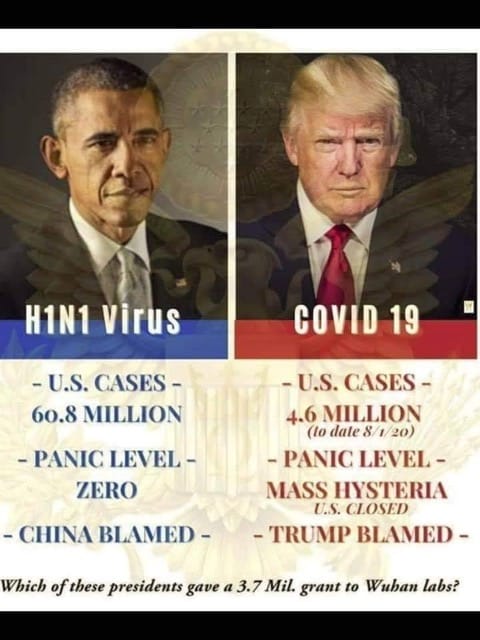 H1N1 Virus
COVID 19
- U.S. CASES -
60.8 MILLION
- PANIC LEVEL -
ZERO
- CHINA BLAMED -
- U.S. CASES -
4.6 MILLION
(to date 8/1/20)
- PANIC LEVEL -
MASS HYSTERIA
U.S. CLOSED
- TRUMP BLAMED -
Which of these presidents gave a 3.7 Mil. grant to Wuhan labs?